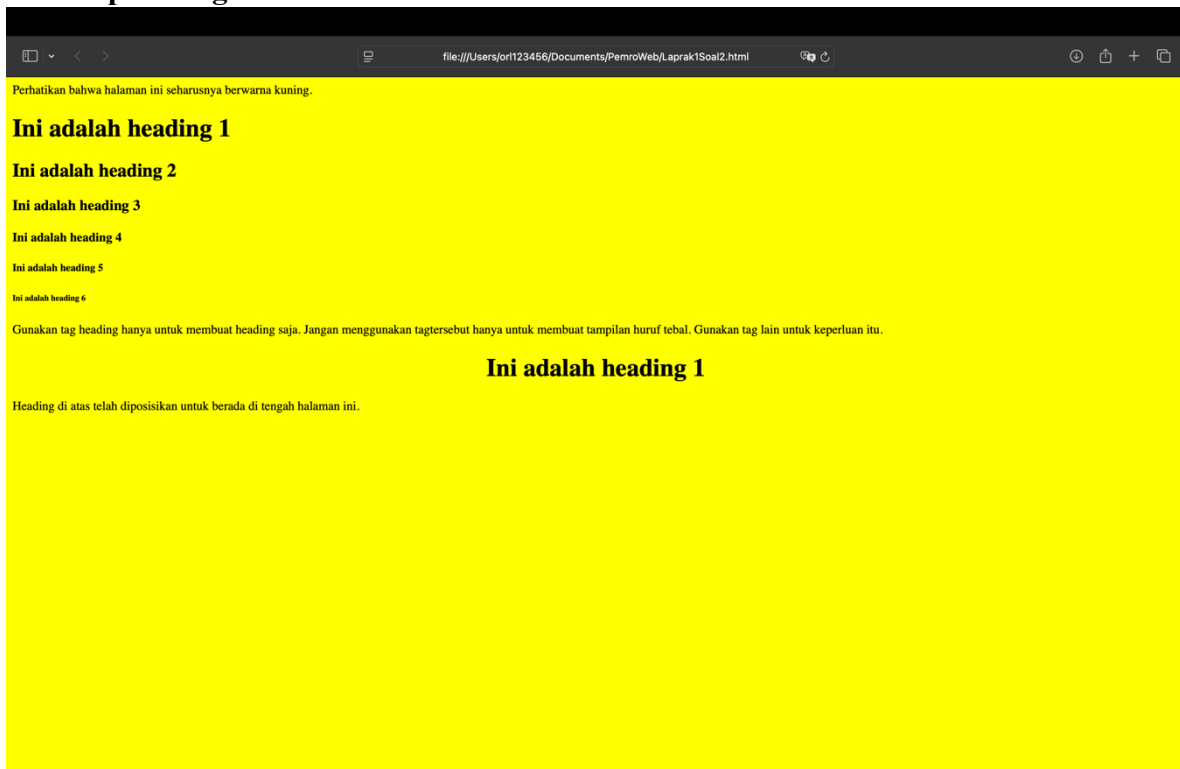 file:///Users/orl123456/Documents/PemroWeb/Laprak1Soal2.html
Perhatikan bahwa halaman ini seharusnya berwarna kuning.
Ini adalah heading 1
Ini adalah heading 2
Ini adalah heading 3
Ini adalah heading 4
Ini adalah heading 5
Ini adalah heading 6
Gunakan tag heading hanya untuk membuat heading saja. Jangan menggunakan tagtersebut hanya untuk membuat tampilan huruf tebal. Gunakan tag lain untuk keperluan itu.
Ini adalah heading 1
Heading di atas telah diposisikan untuk berada di tengah halaman ini.